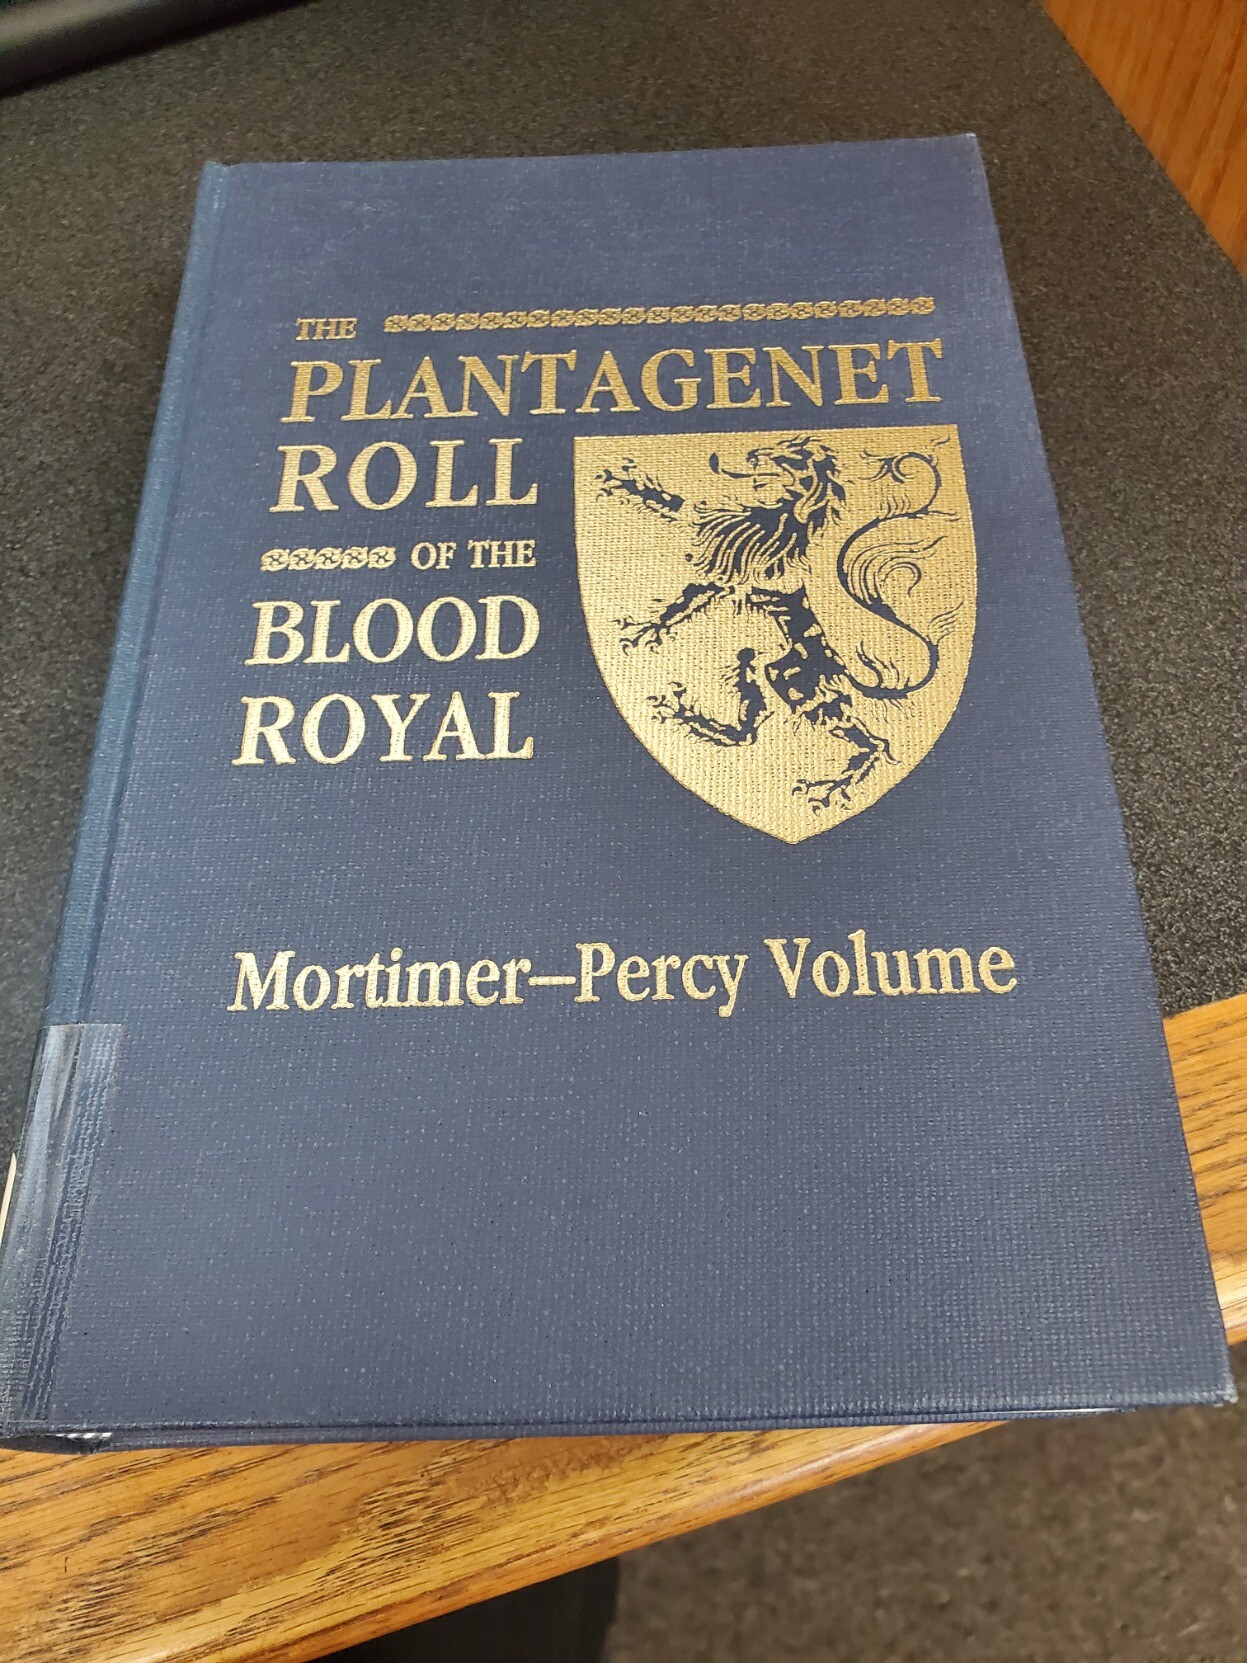 THE
PLANTAGENET
ROLL
OF THE
BLOOD
ROYAL
Mortimer–Percy Volume